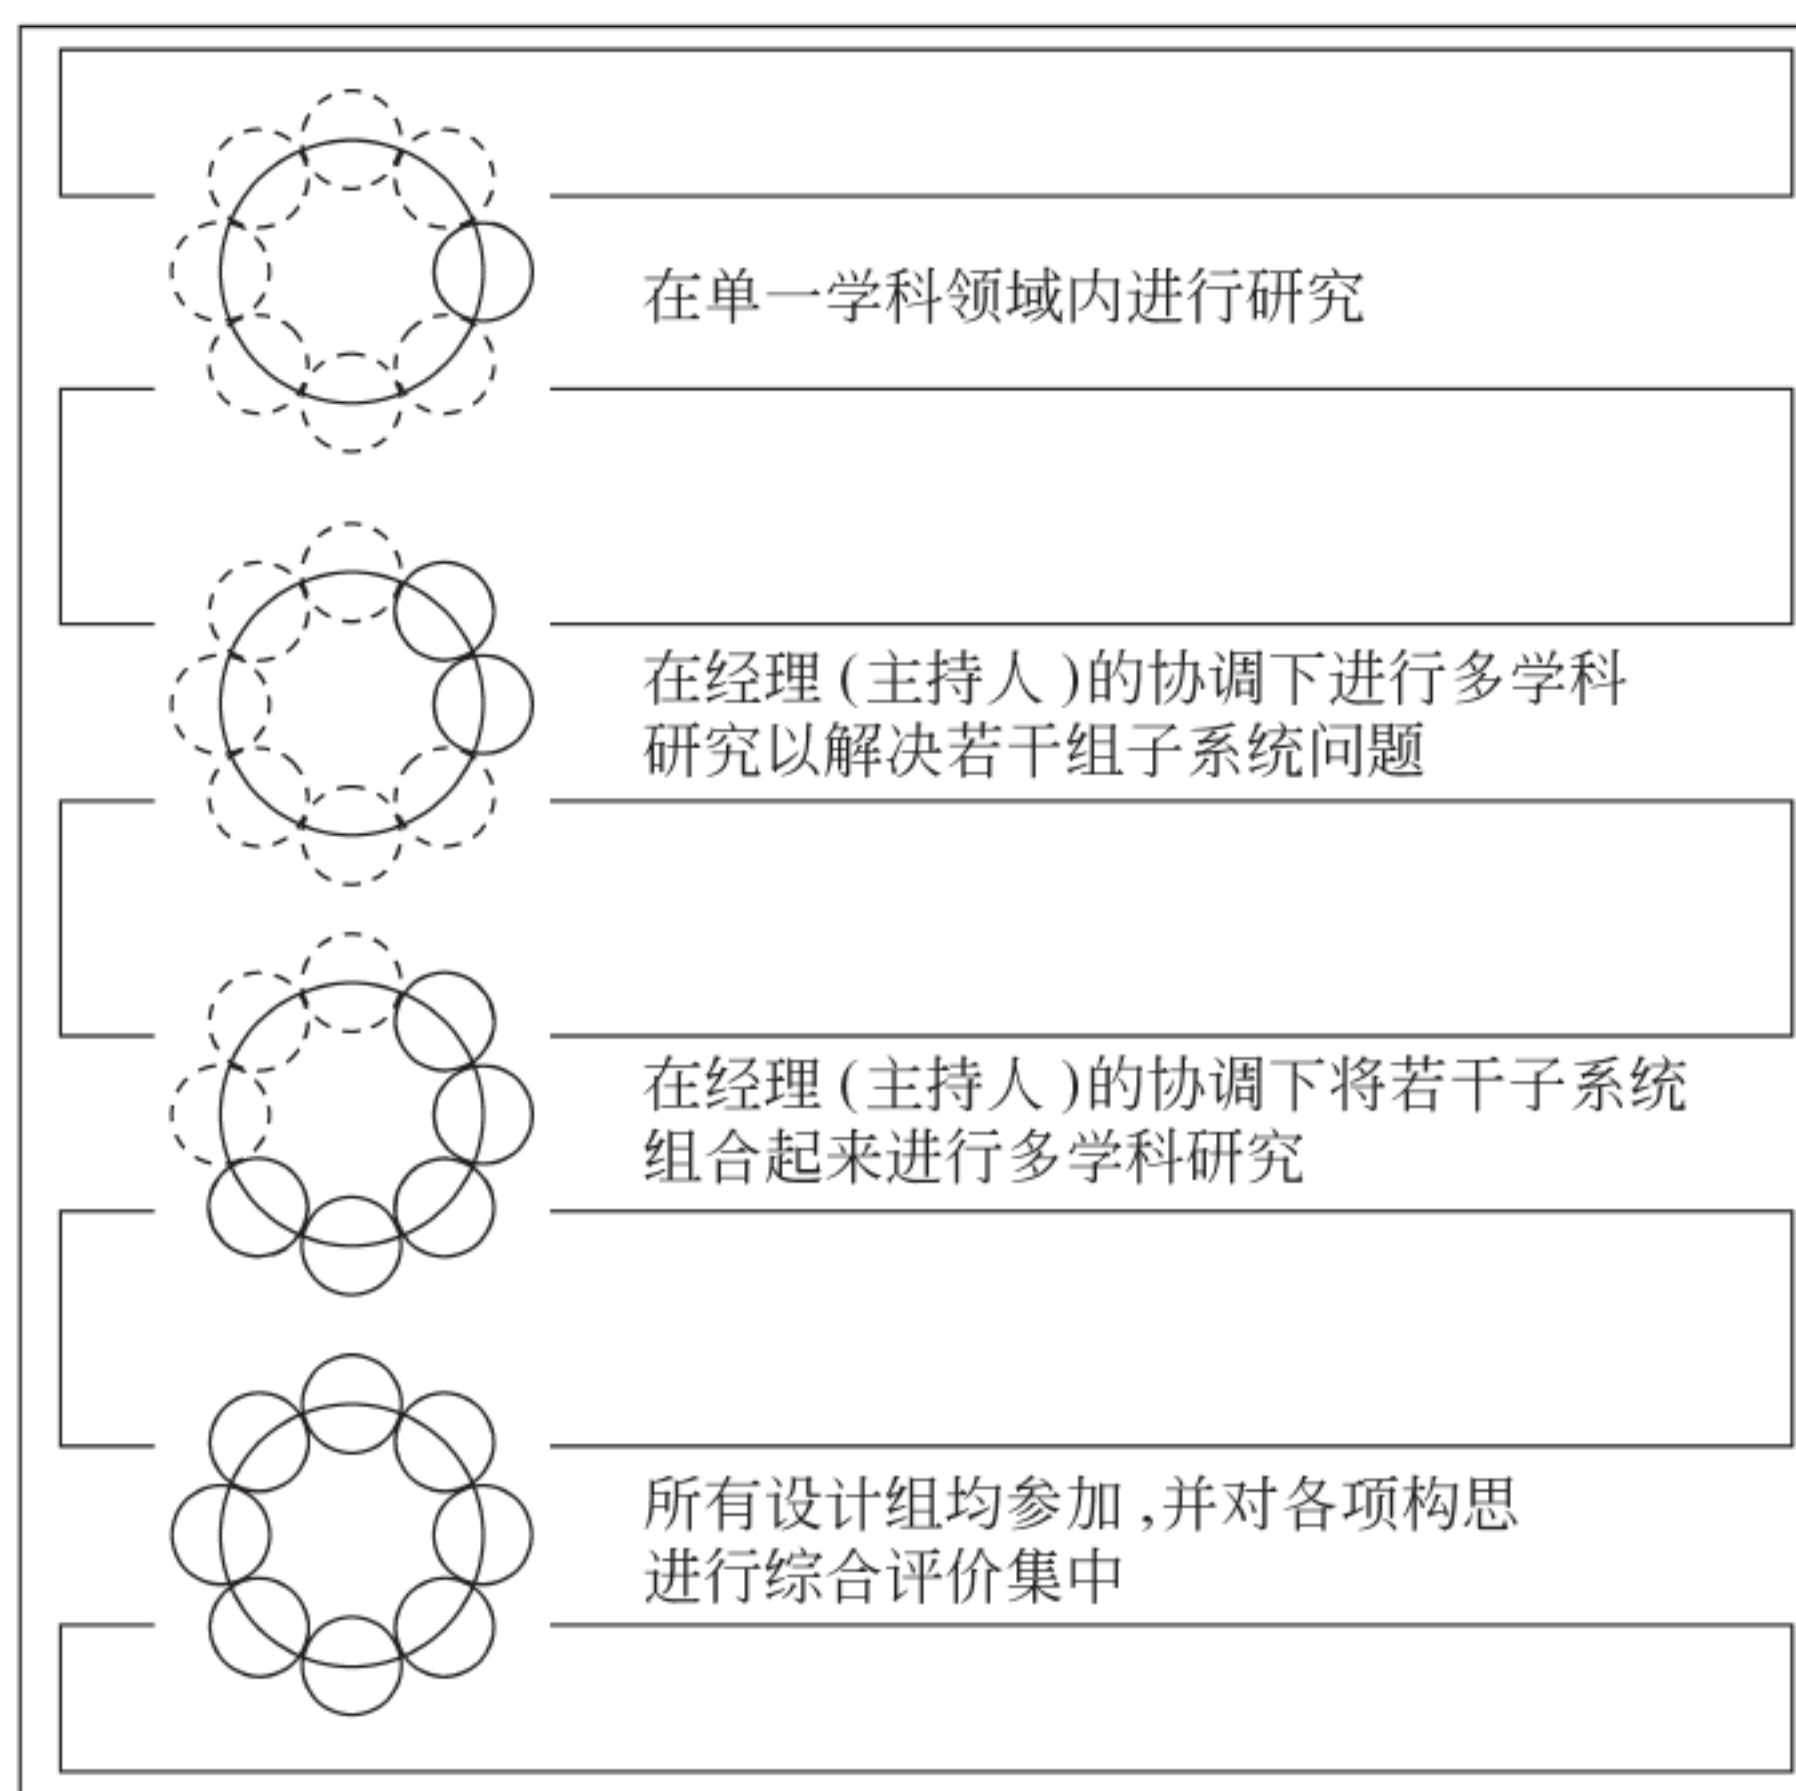 在单一学科领域内进行研究
在经理(主持人)的协调下进行多学科
研究以解决若干组子系统问题
在经理(主持人)的协调下将若干子系统
组合起来进行多学科研究
所有设计组均参加,并对各项构思
进行综合评价集中